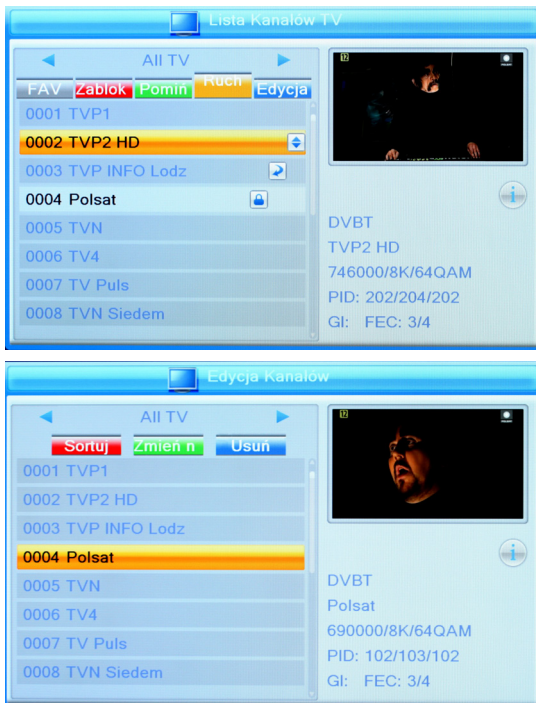 Lista Kanałów TV
All TV
FAV Zablok Pomiń Ruch Edycja
0001 TVP1
0002 TVP2 HD
0003 TVP INFO Lodz
0004 Polsat
0005 TVN
0006 TV4
0007 TV Puls
0008 TVN Siedem
DVBT
TVP2 HD
746000/8K/64QAM
PID: 202/204/202
GI: FEC: 3/4
Edycja Kanałów
All TV
Sortuj Zmień n Usuń
0001 TVP1
0002 TVP2 HD
0003 TVP INFO Lodz
0004 Polsat
0005 TVN
0006 TV4
0007 TV Puls
0008 TVN Siedem
DVBT
Polsat
690000/8K/64QAM
PID: 102/103/102
GI: FEC: 3/4